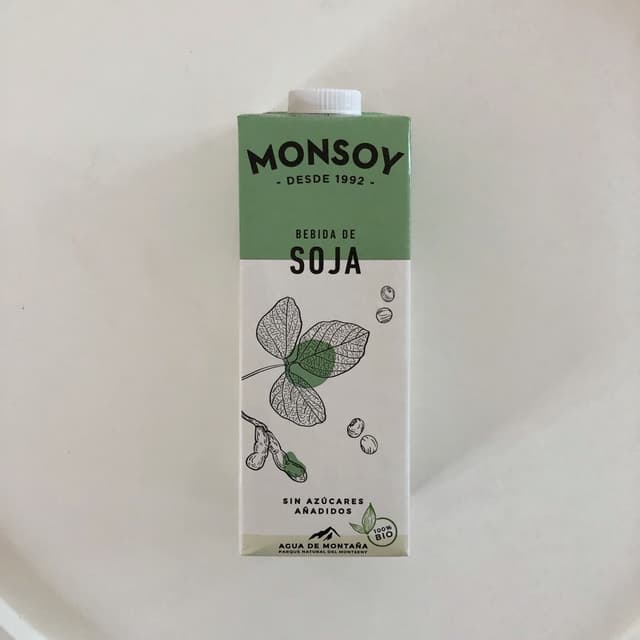 MONSOY
- DESDE 1992 -
BEBIDA DE
SOJA
SIN AZÚCARES
AÑADIDOS
100%
BIO
AGUA DE MONTAÑA
PARQUE NATURAL DEL MONTSENY